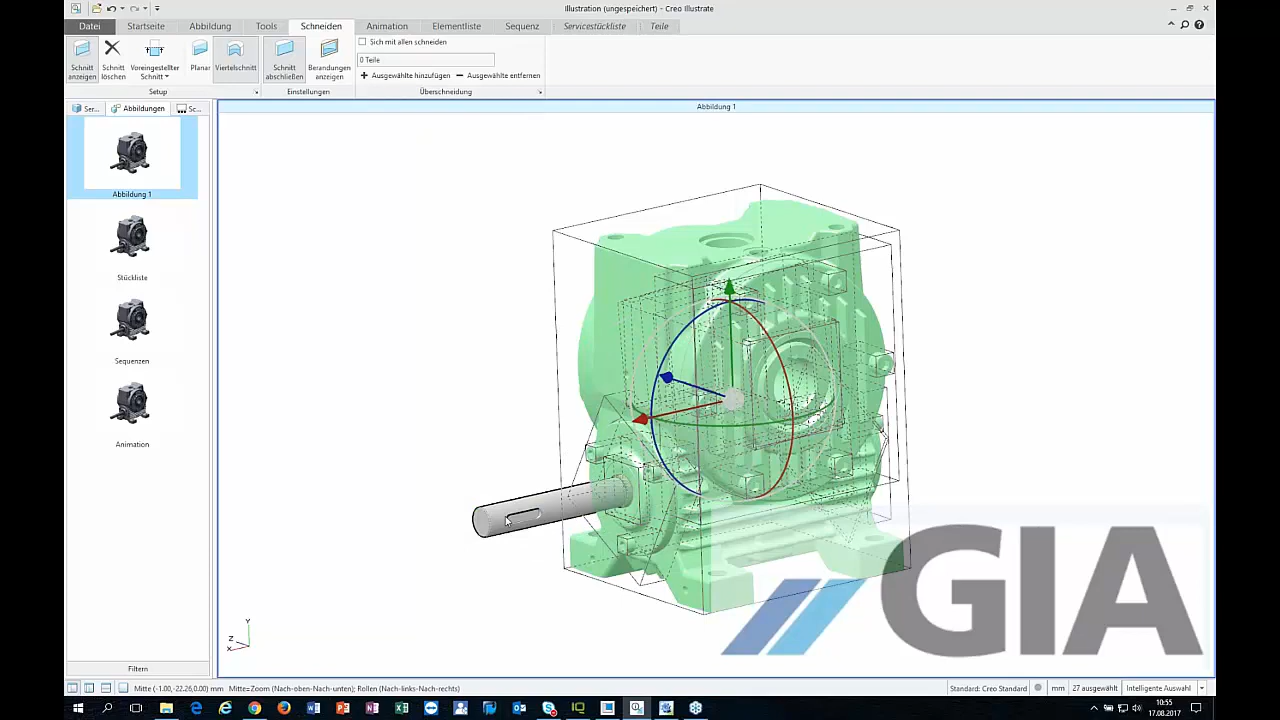 Illustration (ungespeichert) - Creo Illustrate
Datei Startseite Abbildung Tools Schneiden Animation Elementliste Sequenz Servicestückliste Teile
Schnitt anzeigen
Schnitt löschen
Voreingestellter Schnitt
Planar
Viertelschnitt
Schnitt abschließen
Berandungen anzeigen
Sich mit allen schneiden
0 Teile
Ausgewählte hinzufügen Ausgewählte entfernen
Setup Einstellungen Überschneidung
Ser... Abbildungen Sc...
Abbildung 1
Abbildung 1
Stückliste
Sequenzen
Animation
Filtern
Y
Z
X
GIA
Mitte (-1.00,-22.26,0.00) mm Mitte=Zoom (Nach-oben-Nach-unten); Rollen (Nach-links-Nach-rechts)
Standard: Creo Standard mm 27 ausgewählt Intelligente Auswahl
10:55
17.08.2017